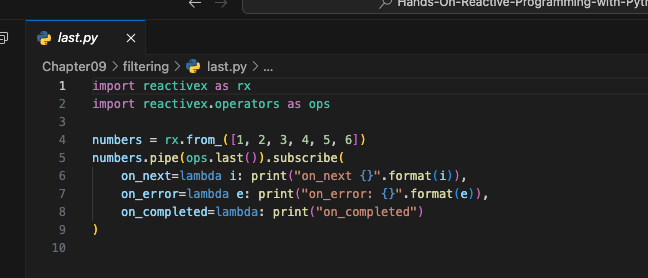 Hands-On-Reactive-Programming-with-Pyth
last.py
Chapter09 > filtering > last.py > ...
1 import reactivex as rx
2 import reactivex.operators as ops
3
4 numbers = rx.from_([1, 2, 3, 4, 5, 6])
5 numbers.pipe(ops.last()).subscribe(
6     on_next=lambda i: print("on_next {}".format(i)),
7     on_error=lambda e: print("on_error: {}".format(e)),
8     on_completed=lambda: print("on_completed")
9 )
10